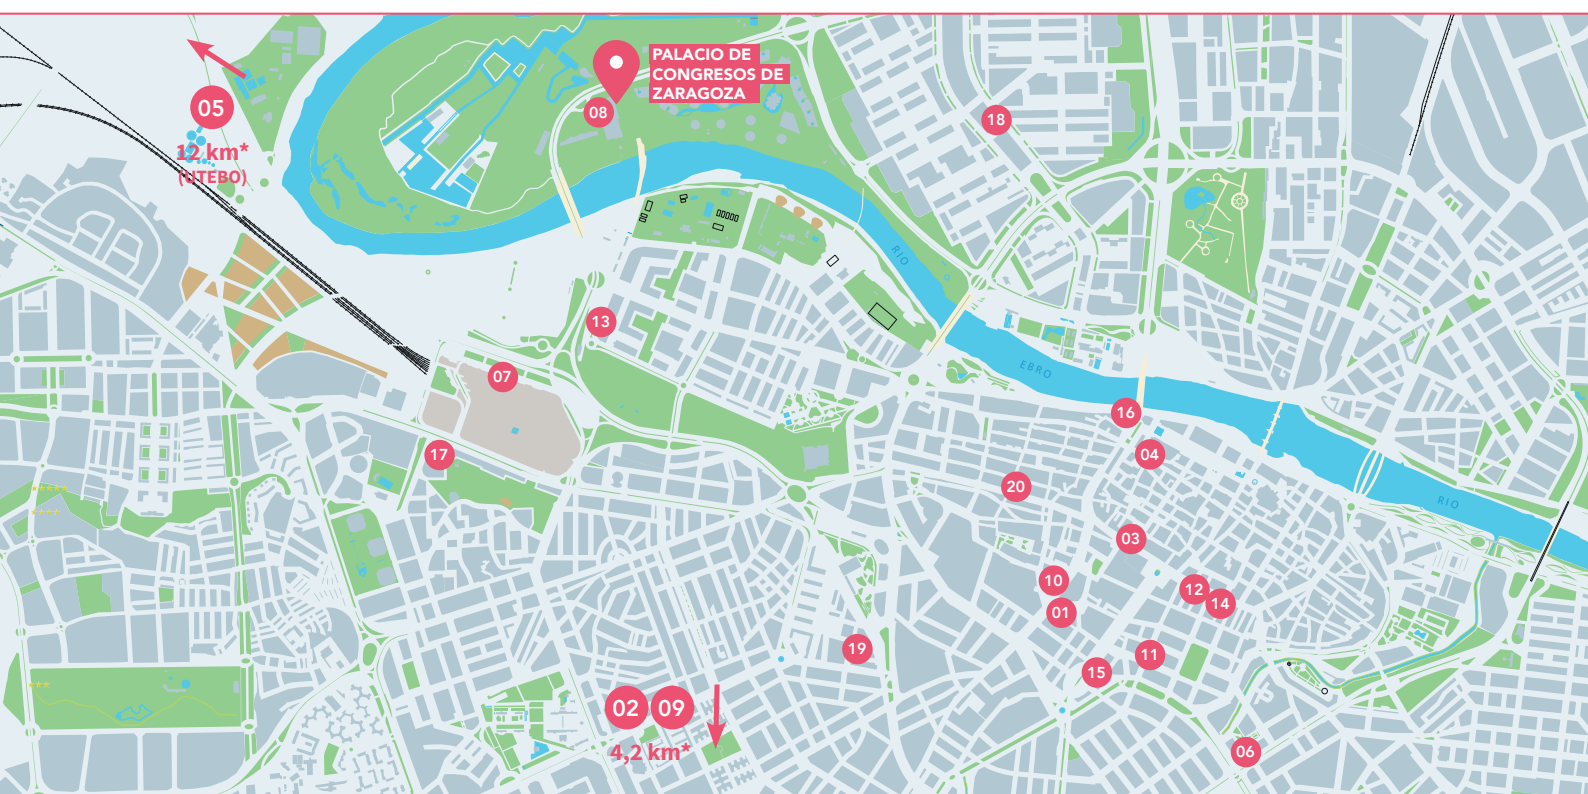 PALACIO DE
CONGRESOS DE
ZARAGOZA
08
05
12 km*
(UTEBO)
18
RIO
13
EBRO
07
16
17
04
20
RIO
03
10
12
14
01
19
11
15
02 09
4,2 km*
06